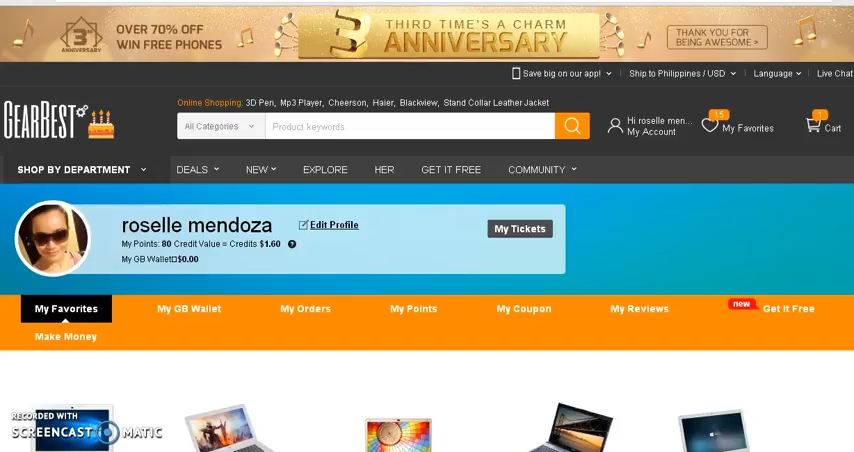 3rd
ANNIVERSARY
OVER 70% OFF
WIN FREE PHONES
3
THIRD TIME'S A CHARM
ANNIVERSARY
THANK YOU FOR
BEING AWESOME >
Save big on our app!
Ship to Philippines / USD
Language
Live Chat
Online Shopping: 3D Pen, Mp3 Player, Cheerson, Haier, Blackview, Stand Collar Leather Jacket
GEARBEST
All Categories
Product keywords..
Hi roselle men...
My Account
15
My Favorites
1
Cart
SHOP BY DEPARTMENT
DEALS
NEW
EXPLORE
HER
GET IT FREE
COMMUNITY
roselle mendoza
Edit Profile
My Points: 80 Credit Value = Credits $1.60 ?
My GB Wallet□$0.00
My Tickets
My Favorites
My GB Wallet
My Orders
My Points
My Coupon
My Reviews
new
Get It Free
Make Money
RECORDED WITH
SCREENCAST O MATIC